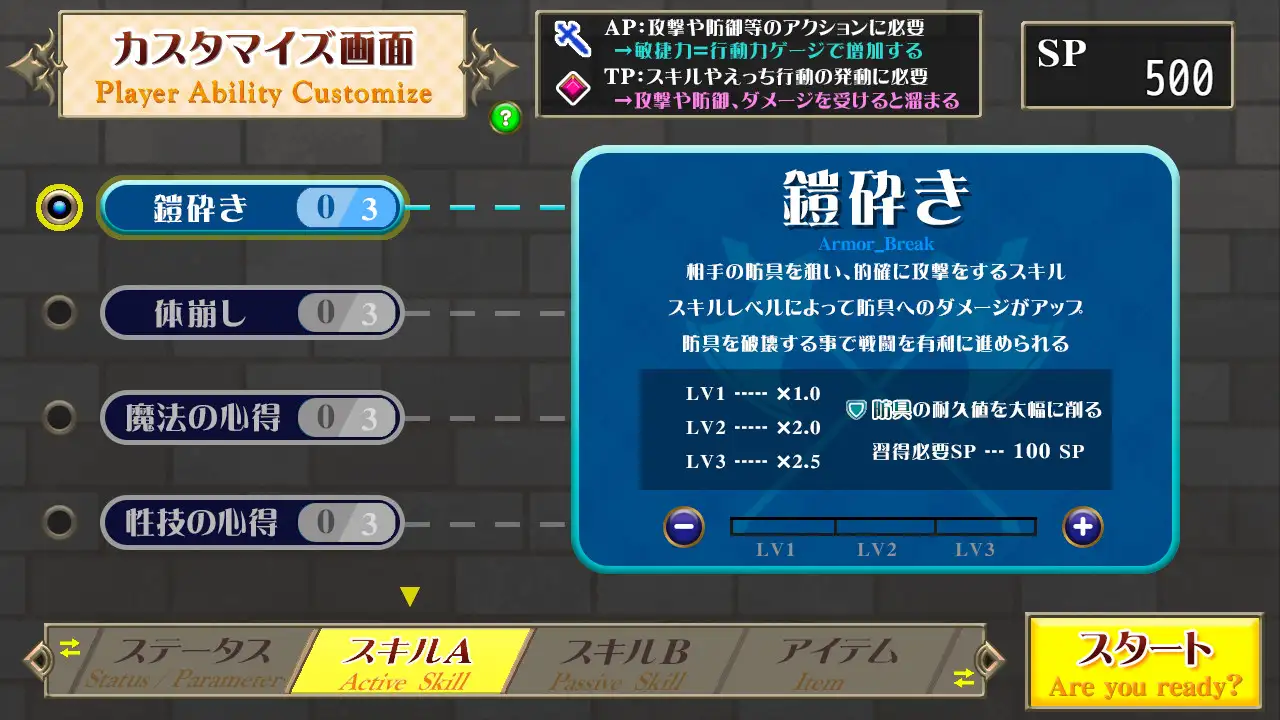 カスタマイズ画面
Player Ability Customize
?
AP:攻撃や防御等のアクションに必要
→敏捷力=行動力ゲージで増加する
TP:スキルやえっち行動の発動に必要
→攻撃や防御、ダメージを受けると溜まる
SP
500
鎧砕き 0 3
体崩し 0 3
魔法の心得 0 3
性技の心得 0 3
鎧砕き
Armor_Break
相手の防具を狙い、的確に攻撃をするスキル
スキルレベルによって防具へのダメージがアップ
防具を破壊する事で戦闘を有利に進められる
LV1 ----- ×1.0
LV2 ----- ×2.0
LV3 ----- ×2.5
防具の耐久値を大幅に削る
習得必要SP --- 100 SP
LV1 LV2 LV3
ステータス
Status / Parameter
スキルA
Active Skill
スキルB
Passive Skill
アイテム
Item
スタート
Are you ready?